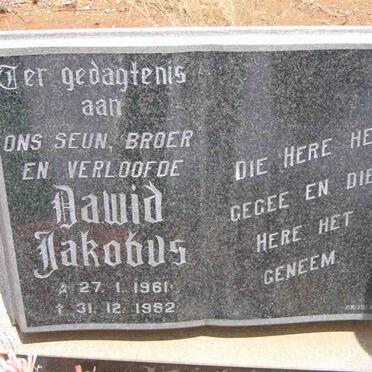 Ter gedagtenis
aan
ONS SEUN, BROER
EN VERLOOFDE
Dawid
Jakobus
27. 1. 1961
† 31. 12. 1982
DIE HERE HE
GEGEE EN DIE
HERE HET
GENEEM.